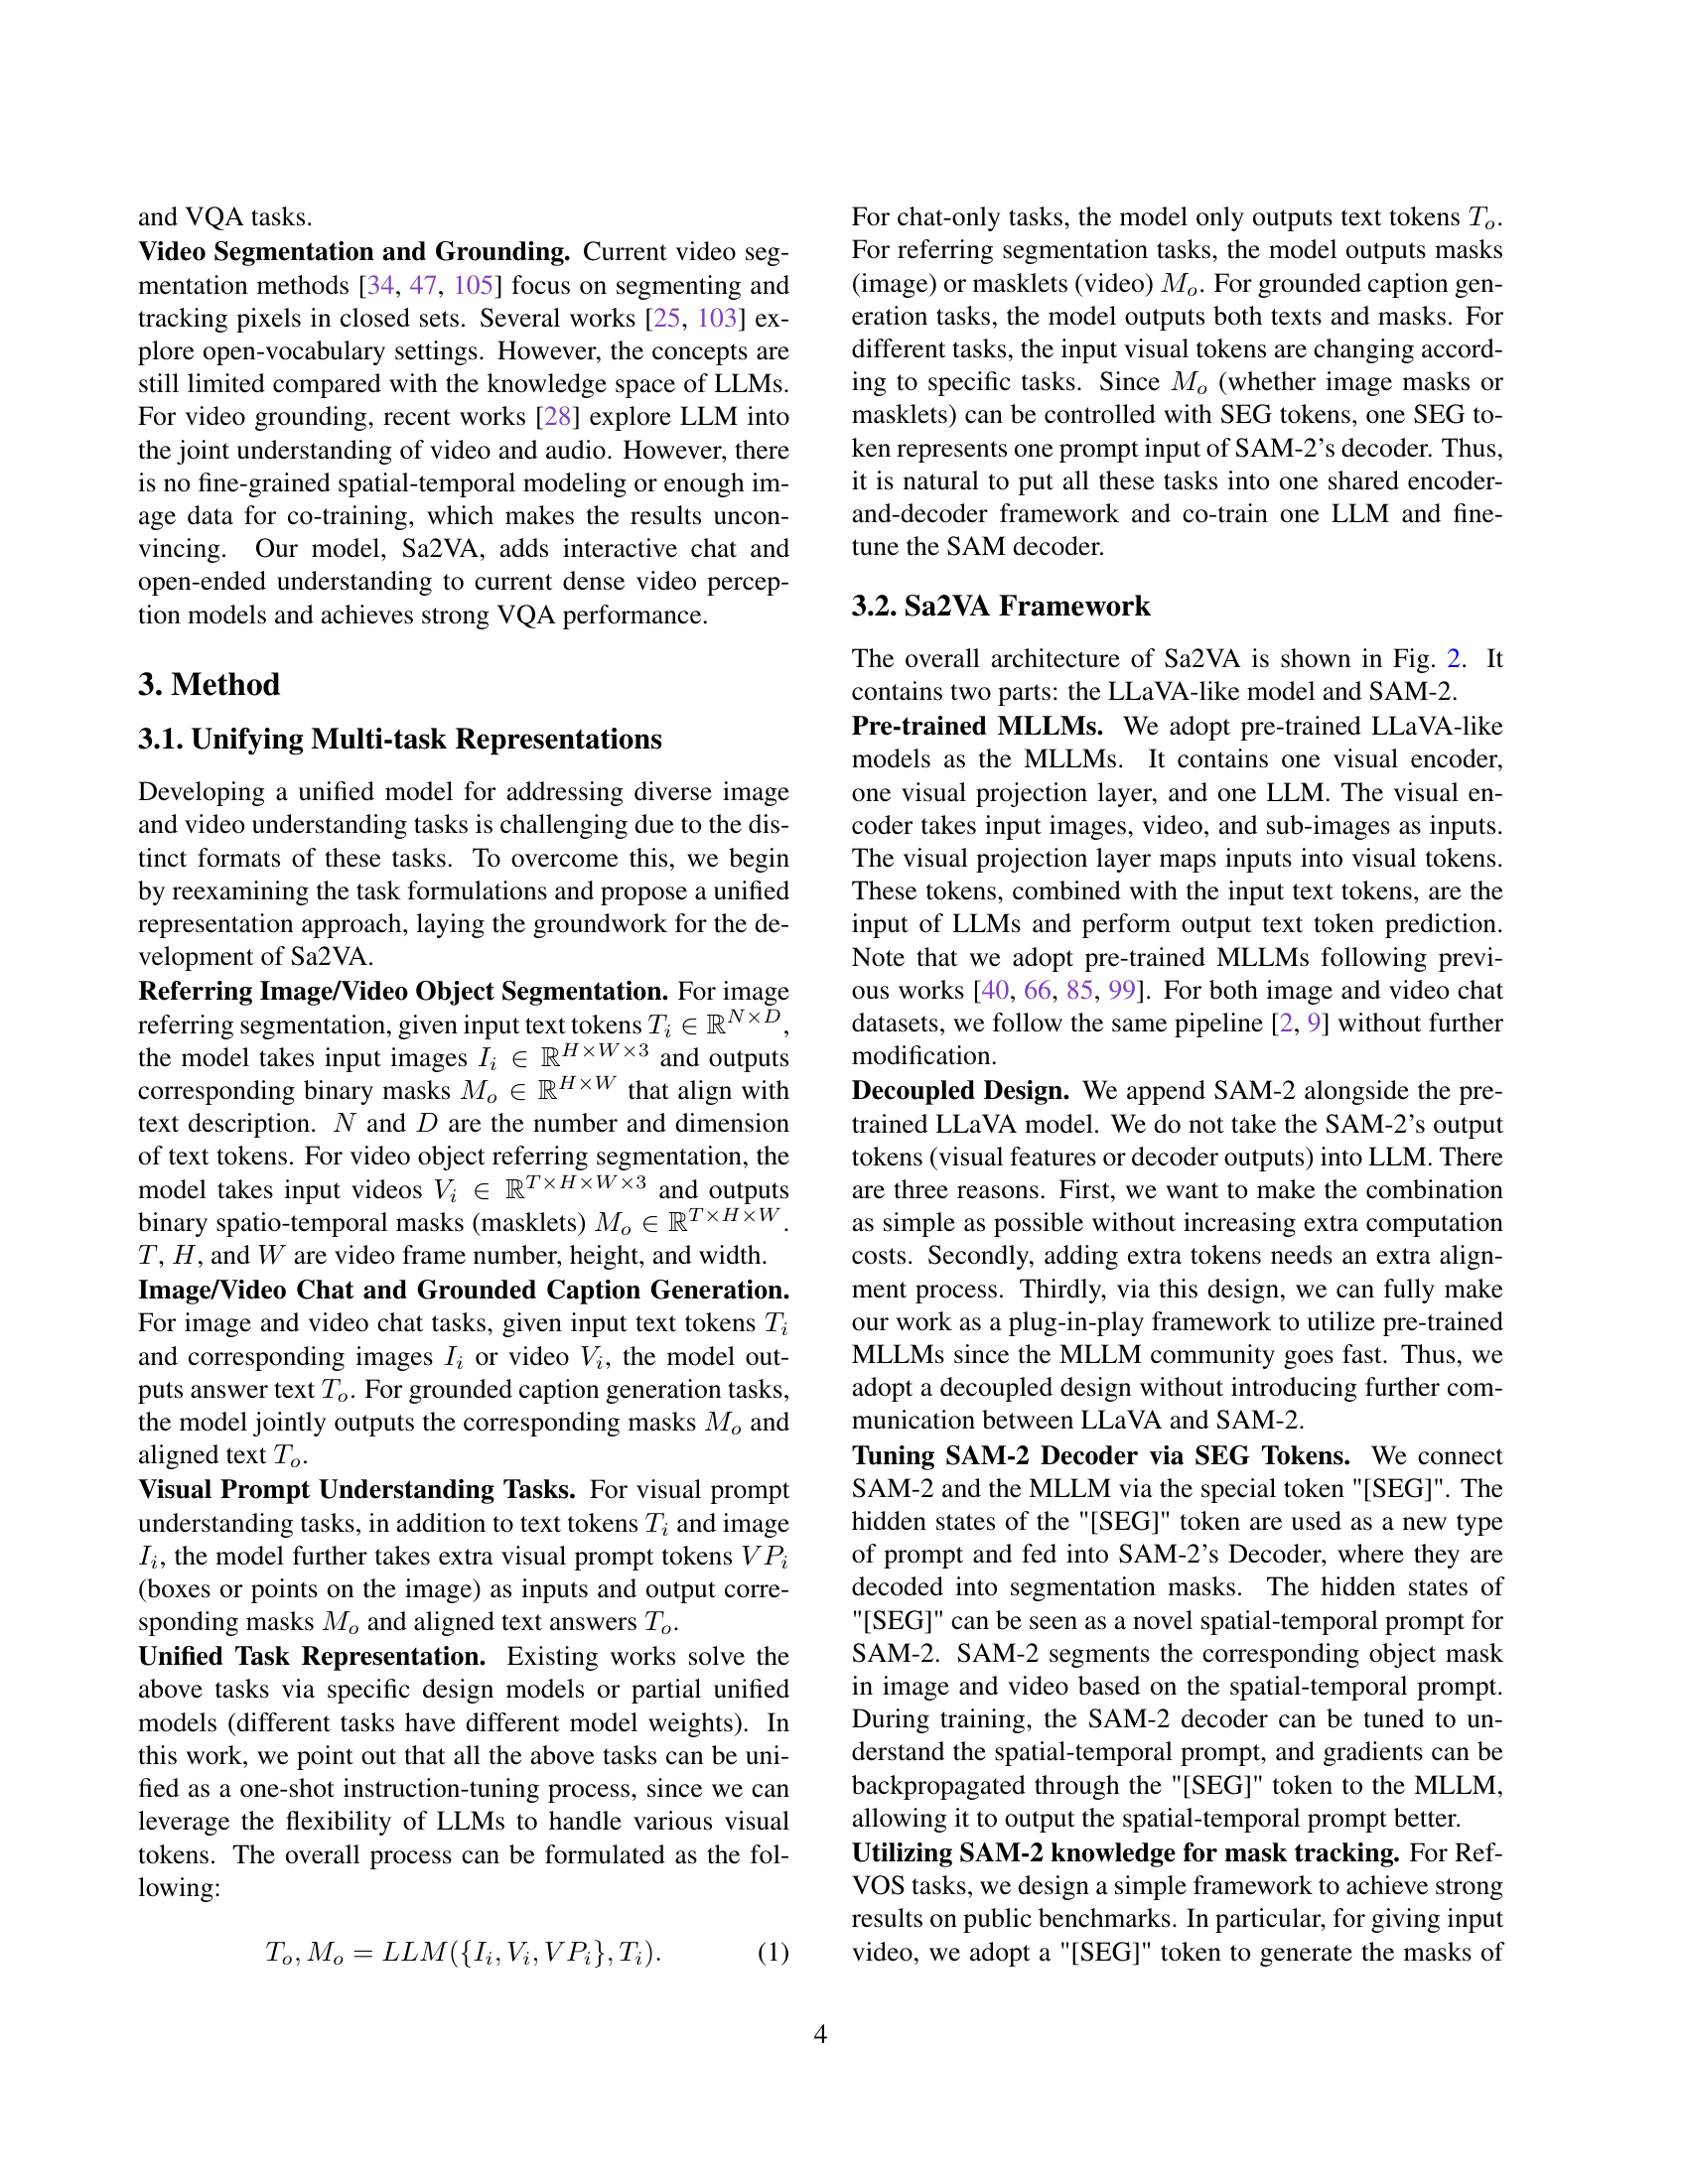 and VQA tasks.
Video Segmentation and Grounding. Current video seg-
mentation methods [34, 47, 105] focus on segmenting and
tracking pixels in closed sets. Several works [25, 103] ex-
plore open-vocabulary settings. However, the concepts are
still limited compared with the knowledge space of LLMs.
For video grounding, recent works [28] explore LLM into
the joint understanding of video and audio. However, there
is no fine-grained spatial-temporal modeling or enough im-
age data for co-training, which makes the results uncon-
vincing. Our model, Sa2VA, adds interactive chat and
open-ended understanding to current dense video percep-
tion models and achieves strong VQA performance.
3. Method
3.1. Unifying Multi-task Representations
Developing a unified model for addressing diverse image
and video understanding tasks is challenging due to the dis-
tinct formats of these tasks. To overcome this, we begin
by reexamining the task formulations and propose a unified
representation approach, laying the groundwork for the de-
velopment of Sa2VA.
Referring Image/Video Object Segmentation. For image
referring segmentation, given input text tokens $T_i \in \mathbb{R}^{N \times D}$,
the model takes input images $I_i \in \mathbb{R}^{H \times W \times 3}$ and outputs
corresponding binary masks $M_o \in \mathbb{R}^{H \times W}$ that align with
text description. $N$ and $D$ are the number and dimension
of text tokens. For video object referring segmentation, the
model takes input videos $V_i \in \mathbb{R}^{T \times H \times W \times 3}$ and outputs
binary spatio-temporal masks (masklets) $M_o \in \mathbb{R}^{T \times H \times W}$.
$T$, $H$, and $W$ are video frame number, height, and width.
Image/Video Chat and Grounded Caption Generation.
For image and video chat tasks, given input text tokens $T_i$
and corresponding images $I_i$ or video $V_i$, the model out-
puts answer text $T_o$. For grounded caption generation tasks,
the model jointly outputs the corresponding masks $M_o$ and
aligned text $T_o$.
Visual Prompt Understanding Tasks. For visual prompt
understanding tasks, in addition to text tokens $T_i$ and image
$I_i$, the model further takes extra visual prompt tokens $VP_i$
(boxes or points on the image) as inputs and output corre-
sponding masks $M_o$ and aligned text answers $T_o$.
Unified Task Representation. Existing works solve the
above tasks via specific design models or partial unified
models (different tasks have different model weights). In
this work, we point out that all the above tasks can be uni-
fied as a one-shot instruction-tuning process, since we can
leverage the flexibility of LLMs to handle various visual
tokens. The overall process can be formulated as the fol-
lowing:
$T_o, M_o = LLM(\{I_i, V_i, VP_i\}, T_i).$ (1)
For chat-only tasks, the model only outputs text tokens $T_o$.
For referring segmentation tasks, the model outputs masks
(image) or masklets (video) $M_o$. For grounded caption gen-
eration tasks, the model outputs both texts and masks. For
different tasks, the input visual tokens are changing accord-
ing to specific tasks. Since $M_o$ (whether image masks or
masklets) can be controlled with SEG tokens, one SEG to-
ken represents one prompt input of SAM-2's decoder. Thus,
it is natural to put all these tasks into one shared encoder-
and-decoder framework and co-train one LLM and fine-
tune the SAM decoder.
3.2. Sa2VA Framework
The overall architecture of Sa2VA is shown in Fig. 2. It
contains two parts: the LLaVA-like model and SAM-2.
Pre-trained MLLMs. We adopt pre-trained LLaVA-like
models as the MLLMs. It contains one visual encoder,
one visual projection layer, and one LLM. The visual en-
coder takes input images, video, and sub-images as inputs.
The visual projection layer maps inputs into visual tokens.
These tokens, combined with the input text tokens, are the
input of LLMs and perform output text token prediction.
Note that we adopt pre-trained MLLMs following previ-
ous works [40, 66, 85, 99]. For both image and video chat
datasets, we follow the same pipeline [2, 9] without further
modification.
Decoupled Design. We append SAM-2 alongside the pre-
trained LLaVA model. We do not take the SAM-2's output
tokens (visual features or decoder outputs) into LLM. There
are three reasons. First, we want to make the combination
as simple as possible without increasing extra computation
costs. Secondly, adding extra tokens needs an extra align-
ment process. Thirdly, via this design, we can fully make
our work as a plug-in-play framework to utilize pre-trained
MLLMs since the MLLM community goes fast. Thus, we
adopt a decoupled design without introducing further com-
munication between LLaVA and SAM-2.
Tuning SAM-2 Decoder via SEG Tokens. We connect
SAM-2 and the MLLM via the special token "[SEG]". The
hidden states of the "[SEG]" token are used as a new type
of prompt and fed into SAM-2's Decoder, where they are
decoded into segmentation masks. The hidden states of
"[SEG]" can be seen as a novel spatial-temporal prompt for
SAM-2. SAM-2 segments the corresponding object mask
in image and video based on the spatial-temporal prompt.
During training, the SAM-2 decoder can be tuned to un-
derstand the spatial-temporal prompt, and gradients can be
backpropagated through the "[SEG]" token to the MLLM,
allowing it to output the spatial-temporal prompt better.
Utilizing SAM-2 knowledge for mask tracking. For Ref-
VOS tasks, we design a simple framework to achieve strong
results on public benchmarks. In particular, for giving input
video, we adopt a "[SEG]" token to generate the masks of
4